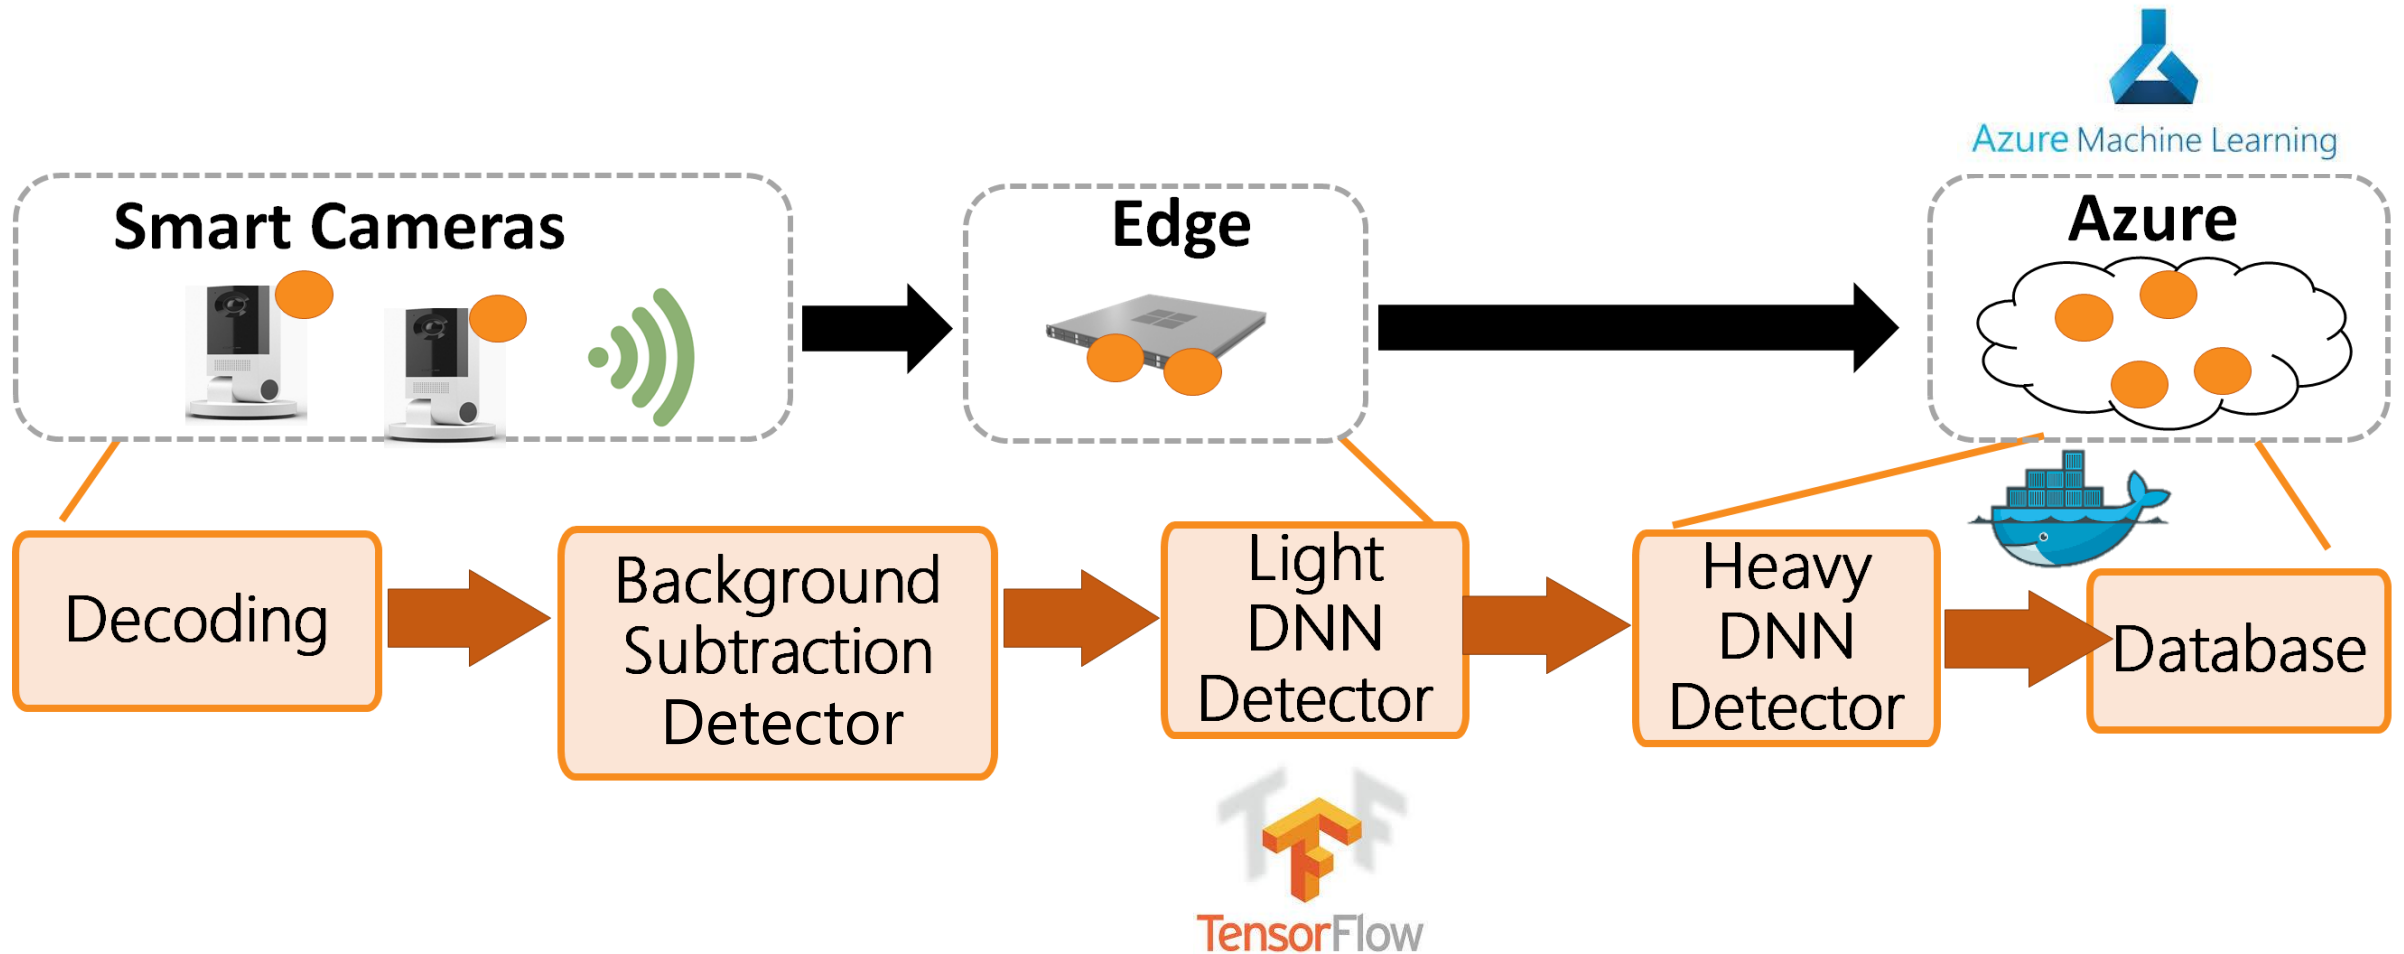 Azure Machine Learning
Smart Cameras
Edge
Azure
Decoding
Background
Subtraction
Detector
Light
DNN
Detector
Heavy
DNN
Detector
Database
TF
TensorFlow